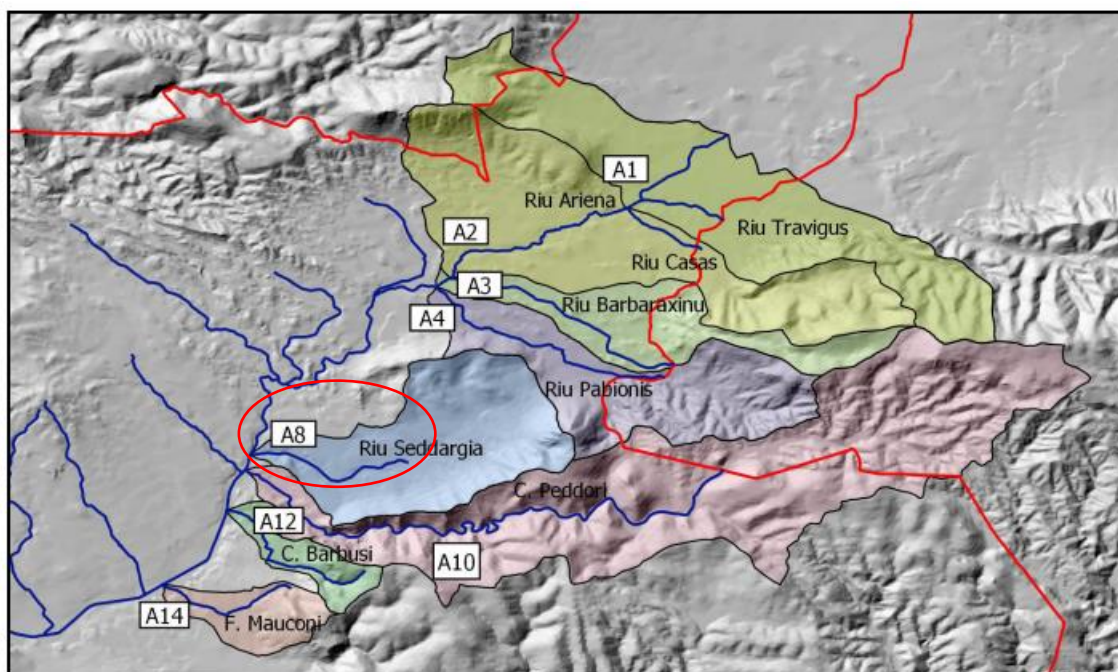 A1
Riu Ariena
Riu Travigus
A2
Riu Casas
A3
Riu Barbaraxinu
A4
Riu Pabionis
A8
Riu Seddargia
C. Peddori
A12
C. Barbusi
A10
A14
F. Mauconi